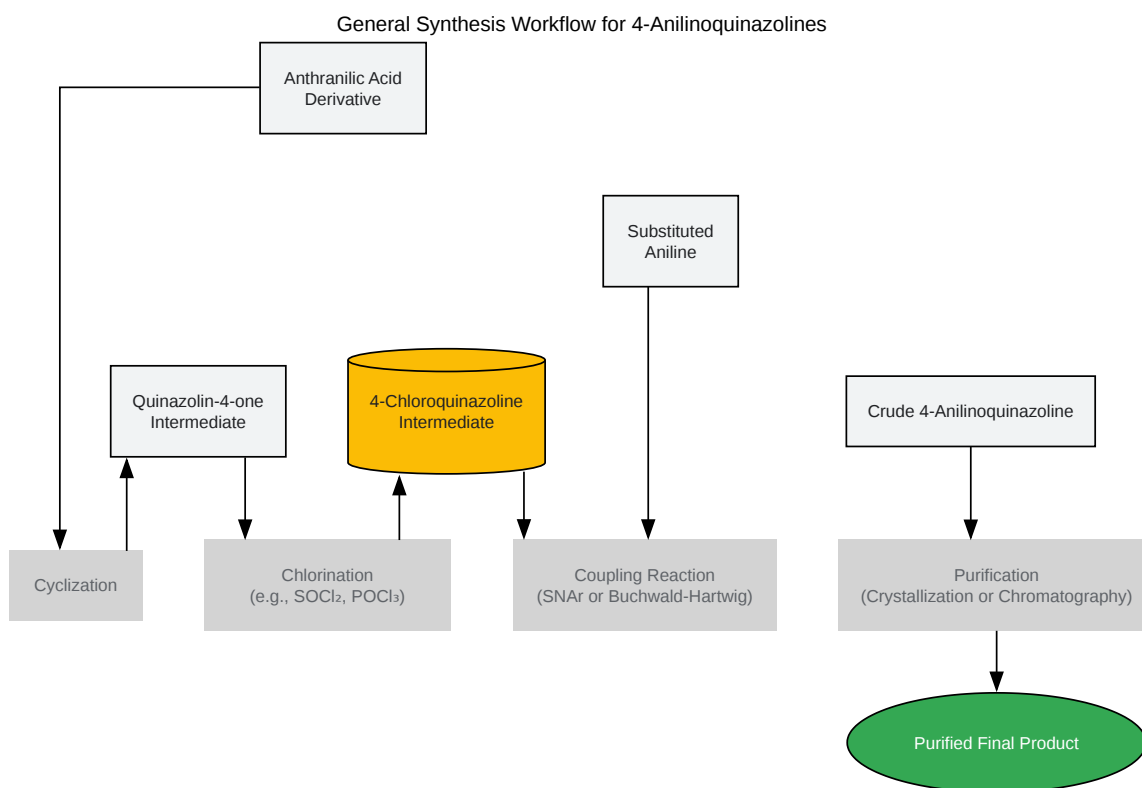 General Synthesis Workflow for 4-Anilinoquinazolines
Anthranilic Acid
Derivative
Substituted
Aniline
Quinazolin-4-one
Intermediate
4-Chloroquinazoline
Intermediate
Crude 4-Anilinoquinazoline
Cyclization
Chlorination
(e.g., SOCl₂, POCl₃)
Coupling Reaction
(SNAr or Buchwald-Hartwig)
Purification
(Crystallization or Chromatography)
Purified Final Product